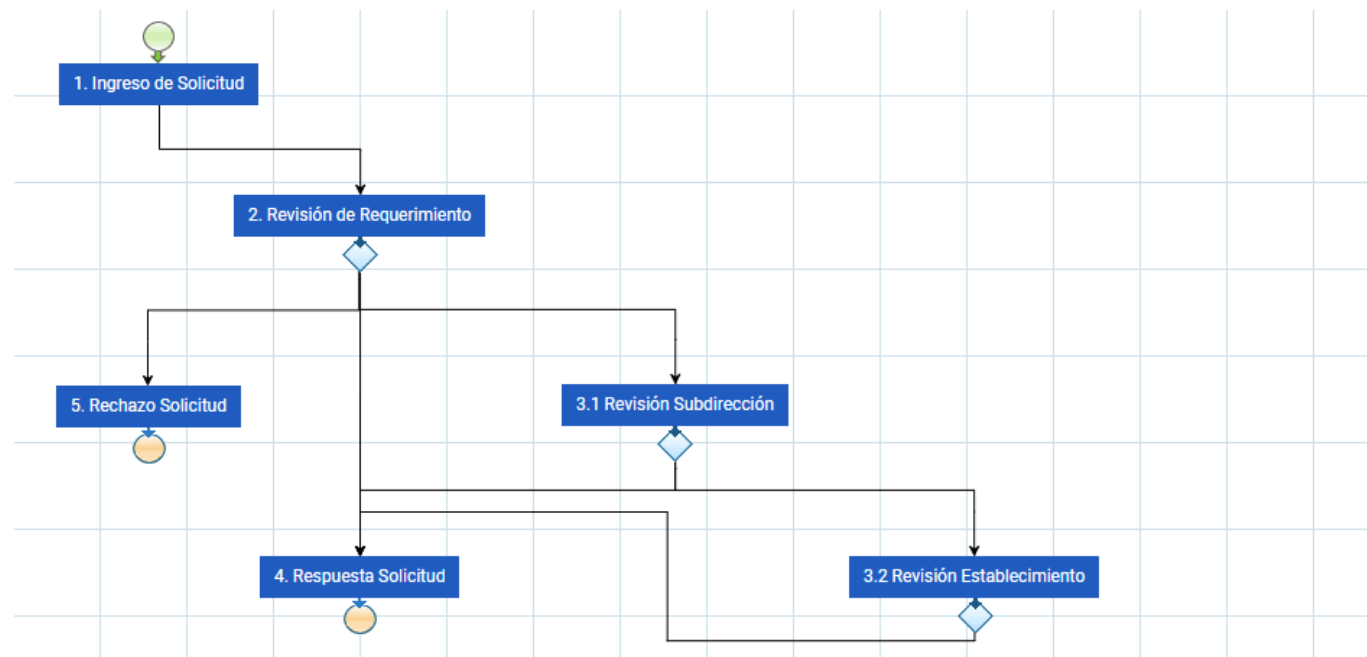 1. Ingreso de Solicitud
2. Revisión de Requerimiento
5. Rechazo Solicitud
3.1 Revisión Subdirección
4. Respuesta Solicitud
3.2 Revisión Establecimiento